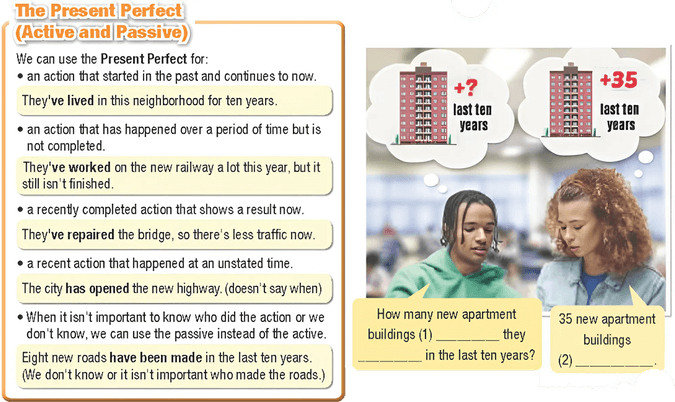 The Present Perfect
(Active and Passive)
We can use the Present Perfect for:
• an action that started in the past and continues to now.
They've lived in this neighborhood for ten years.
• an action that has happened over a period of time but is
not completed.
They've worked on the new railway a lot this year, but it
still isn't finished.
• a recently completed action that shows a result now.
They've repaired the bridge, so there's less traffic now.
• a recent action that happened at an unstated time.
The city has opened the new highway. (doesn't say when)
• When it isn't important to know who did the action or we
don't know, we can use the passive instead of the active.
Eight new roads have been made in the last ten years.
(We don't know or it isn't important who made the roads.)
+?
last ten
years
+35
last ten
years
How many new apartment
buildings (1) __________ they
__________ in the last ten years?
35 new apartment
buildings
(2) ____________.